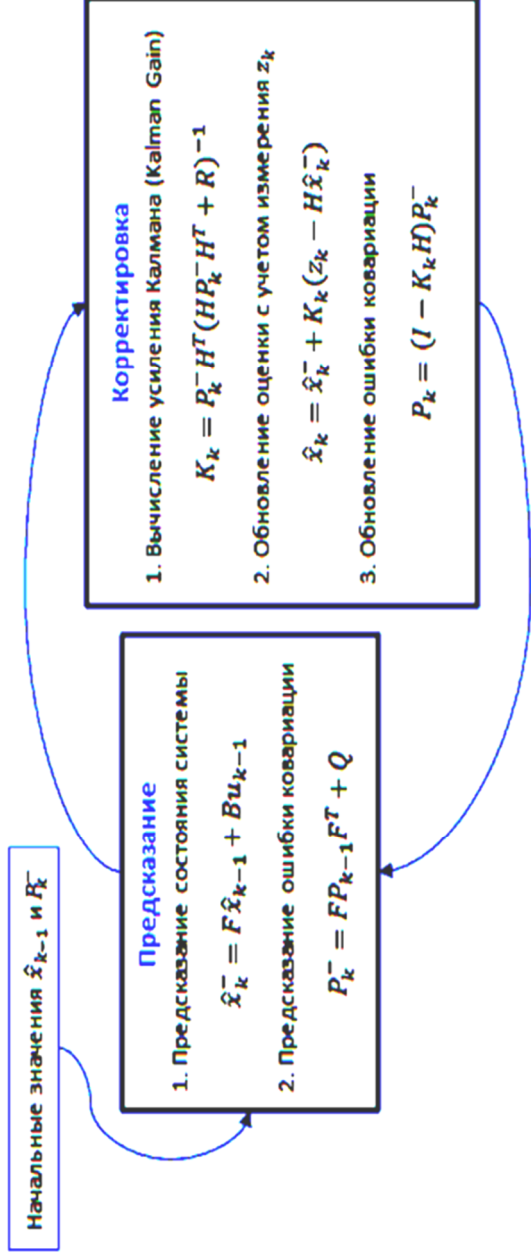 Начальные значения x̂ₖ₋₁ и Pₖ⁻
Предсказание
1. Предсказание состояния системы
x̂ₖ⁻ = Fx̂ₖ₋₁ + Buₖ₋₁
2. Предсказание ошибки ковариации
Pₖ⁻ = FPₖ₋₁Fᵀ + Q
Корректировка
1. Вычисление усиления Калмана (Kalman Gain)
Kₖ = Pₖ⁻Hᵀ(HPₖ⁻Hᵀ + R)⁻¹
2. Обновление оценки с учетом измерения zₖ
x̂ₖ = x̂ₖ⁻ + Kₖ(zₖ − Hx̂ₖ⁻)
3. Обновление ошибки ковариации
Pₖ = (I − KₖH)Pₖ⁻